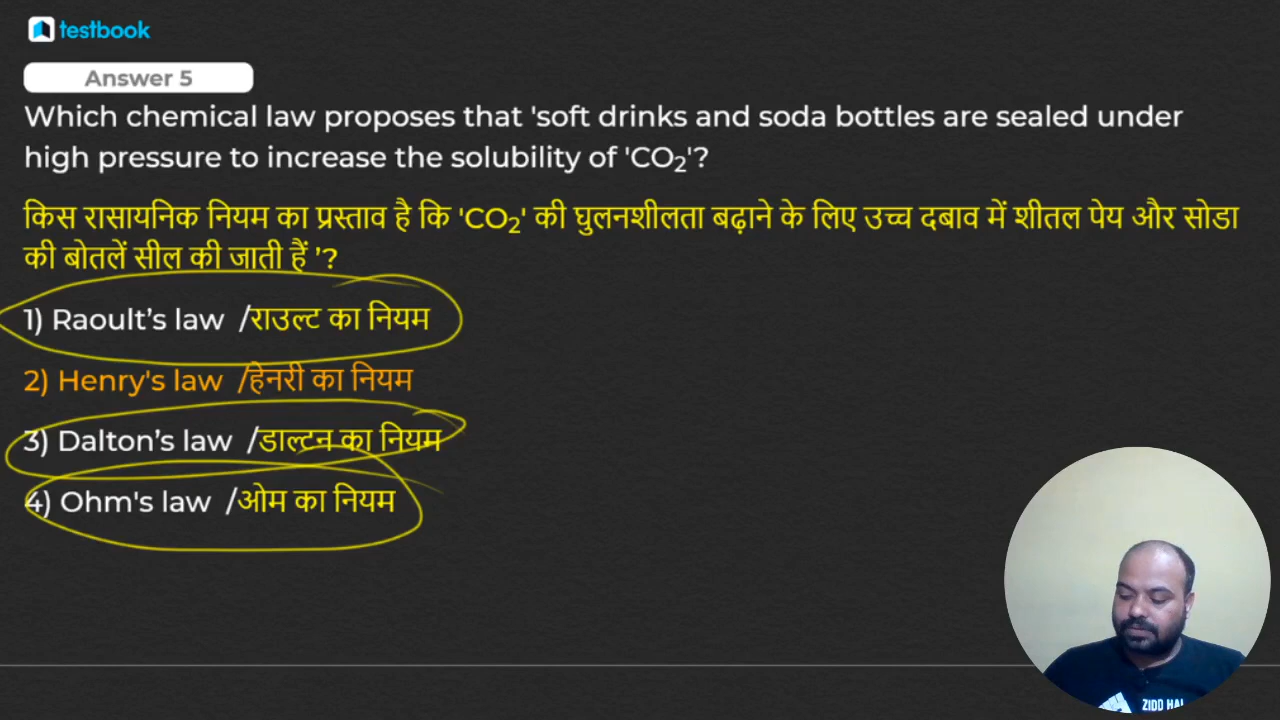 testbook
Answer 5
Which chemical law proposes that 'soft drinks and soda bottles are sealed under
high pressure to increase the solubility of 'CO₂'?
किस रासायनिक नियम का प्रस्ताव है कि 'CO₂' की घुलनशीलता बढ़ाने के लिए उच्च दबाव में शीतल पेय और सोडा
की बोतलें सील की जाती हैं '?
1) Raoult’s law /राउल्ट का नियम
2) Henry's law /हेनरी का नियम
3) Dalton’s law /डाल्टन का नियम
4) Ohm's law /ओम का नियम
ZIDD HAI